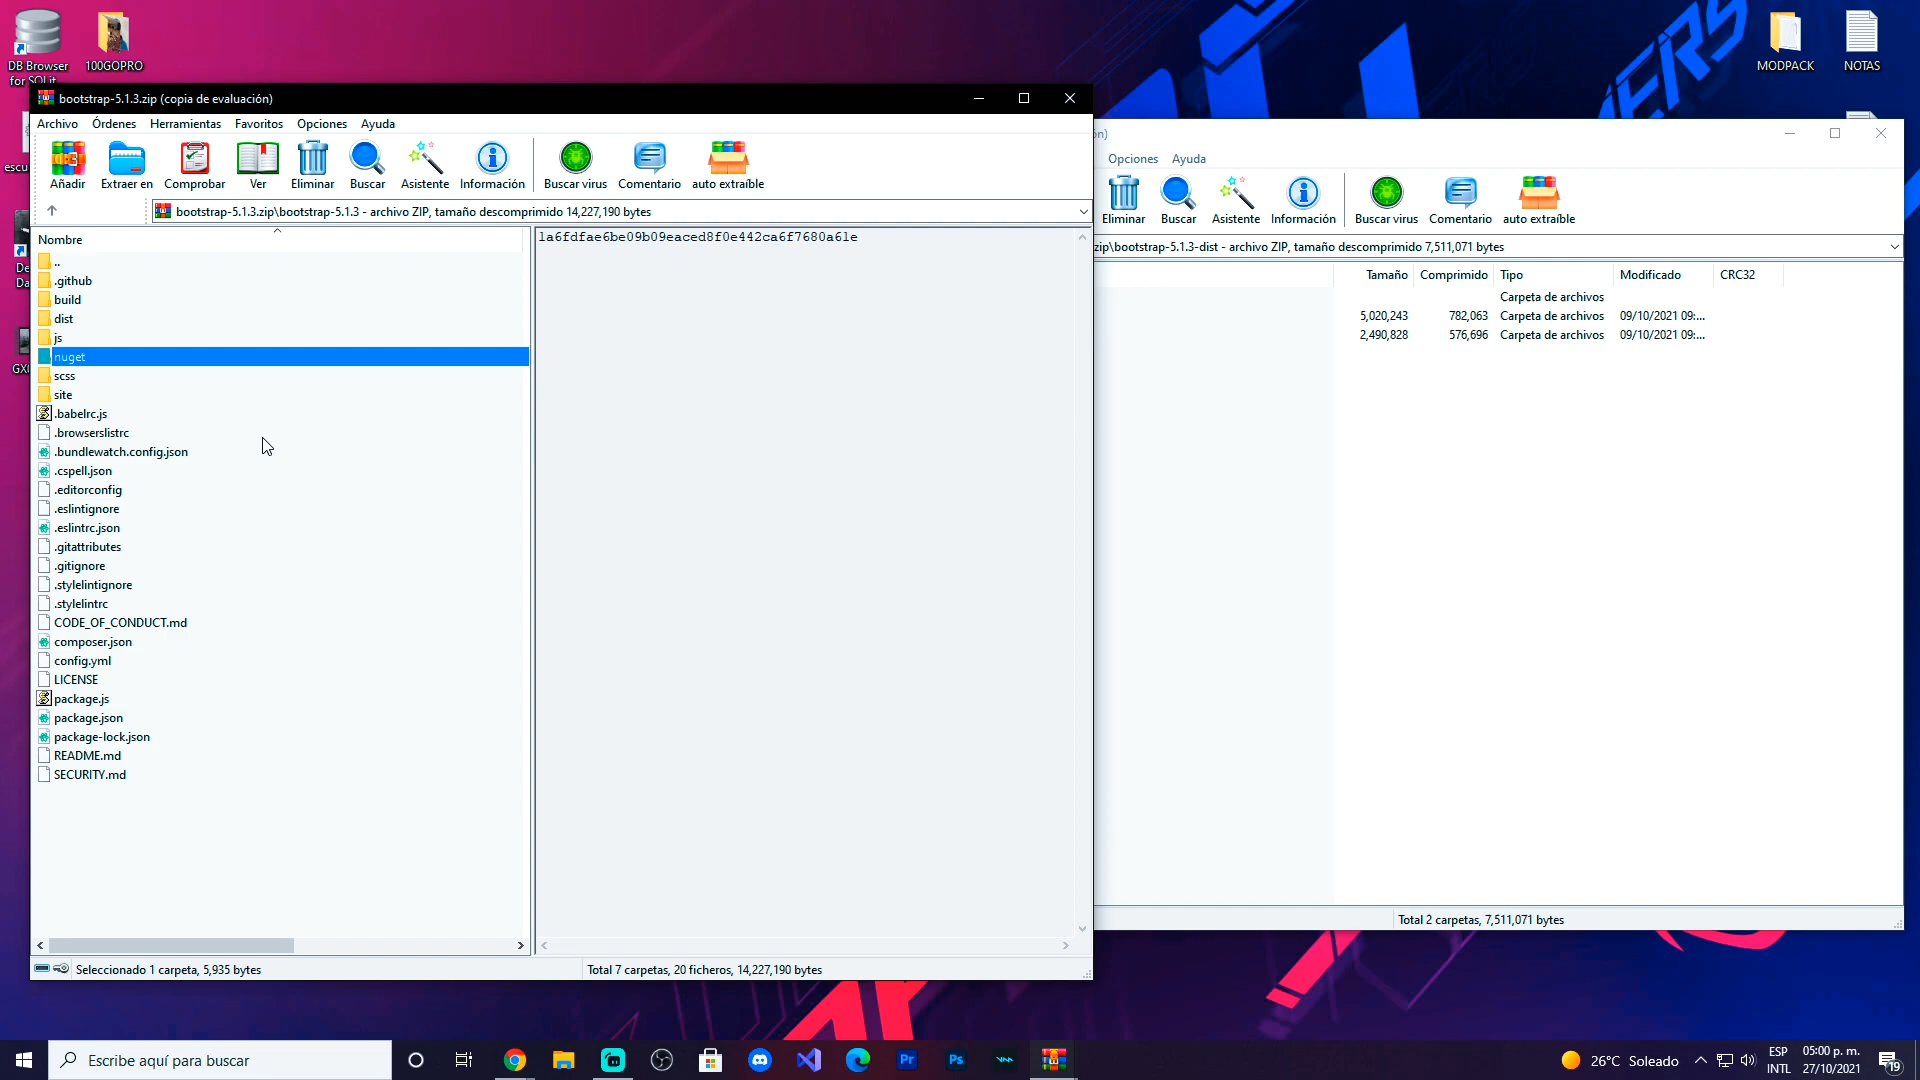 DB Browser
for SQLit...
100GOPRO
MODPACK
NOTAS
bootstrap-5.1.3.zip (copia de evaluación)
Archivo Órdenes Herramientas Favoritos Opciones Ayuda
Añadir Extraer en Comprobar Ver Eliminar Buscar Asistente Información Buscar virus Comentario auto extraíble
bootstrap-5.1.3.zip\bootstrap-5.1.3 - archivo ZIP, tamaño descomprimido 14,227,190 bytes
Nombre
1a6fdfae6be09b09eaced8f0e442ca6f7680a61e
..
.github
build
dist
js
nuget
scss
site
.babelrc.js
.browserslistrc
.bundlewatch.config.json
.cspell.json
.editorconfig
.eslintignore
.eslintrc.json
.gitattributes
.gitignore
.stylelintignore
.stylelintrc
CODE_OF_CONDUCT.md
composer.json
config.yml
LICENSE
package.js
package.json
package-lock.json
README.md
SECURITY.md
Seleccionado 1 carpeta, 5,935 bytes
Total 7 carpetas, 20 ficheros, 14,227,190 bytes
ón)
Opciones Ayuda
Eliminar Buscar Asistente Información Buscar virus Comentario auto extraíble
zip\bootstrap-5.1.3-dist - archivo ZIP, tamaño descomprimido 7,511,071 bytes
Tamaño Comprimido Tipo Modificado CRC32
Carpeta de archivos
5,020,243 782,063 Carpeta de archivos 09/10/2021 09:...
2,490,828 576,696 Carpeta de archivos 09/10/2021 09:...
Total 2 carpetas, 7,511,071 bytes
escu
De
Da
GX
Escribe aquí para buscar
Pr
Ps
26°C Soleado
ESP
INTL
05:00 p. m.
27/10/2021
19